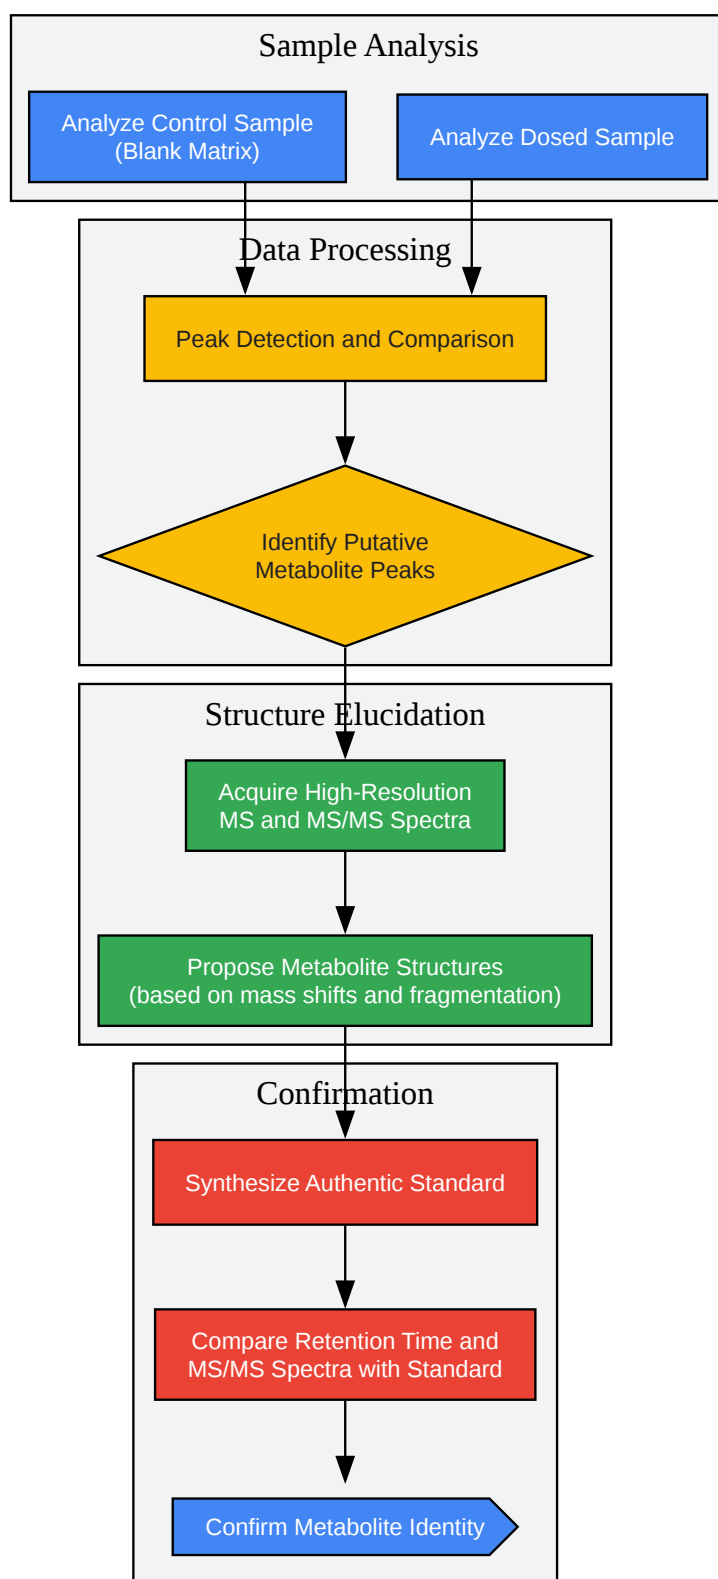 Sample Analysis
Analyze Control Sample
(Blank Matrix)
Analyze Dosed Sample
Data Processing
Peak Detection and Comparison
Identify Putative
Metabolite Peaks
Structure Elucidation
Acquire High-Resolution
MS and MS/MS Spectra
Propose Metabolite Structures
(based on mass shifts and fragmentation)
Confirmation
Synthesize Authentic Standard
Compare Retention Time and
MS/MS Spectra with Standard
Confirm Metabolite Identity